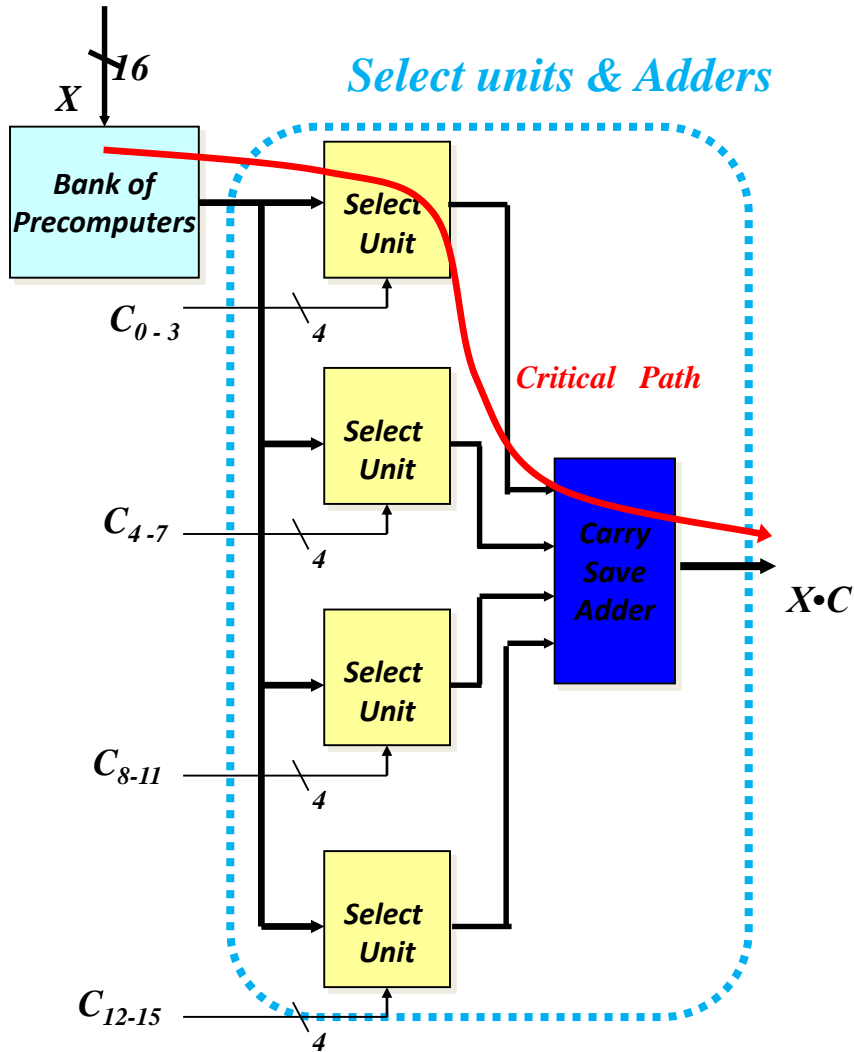 16
X
Select units & Adders
Bank of
Precomputers
Select
Unit
C0 - 3
4
Critical Path
Select
Unit
C4 -7
4
Carry
Save
Adder
X•C
Select
Unit
C8-11
4
Select
Unit
C12-15
4